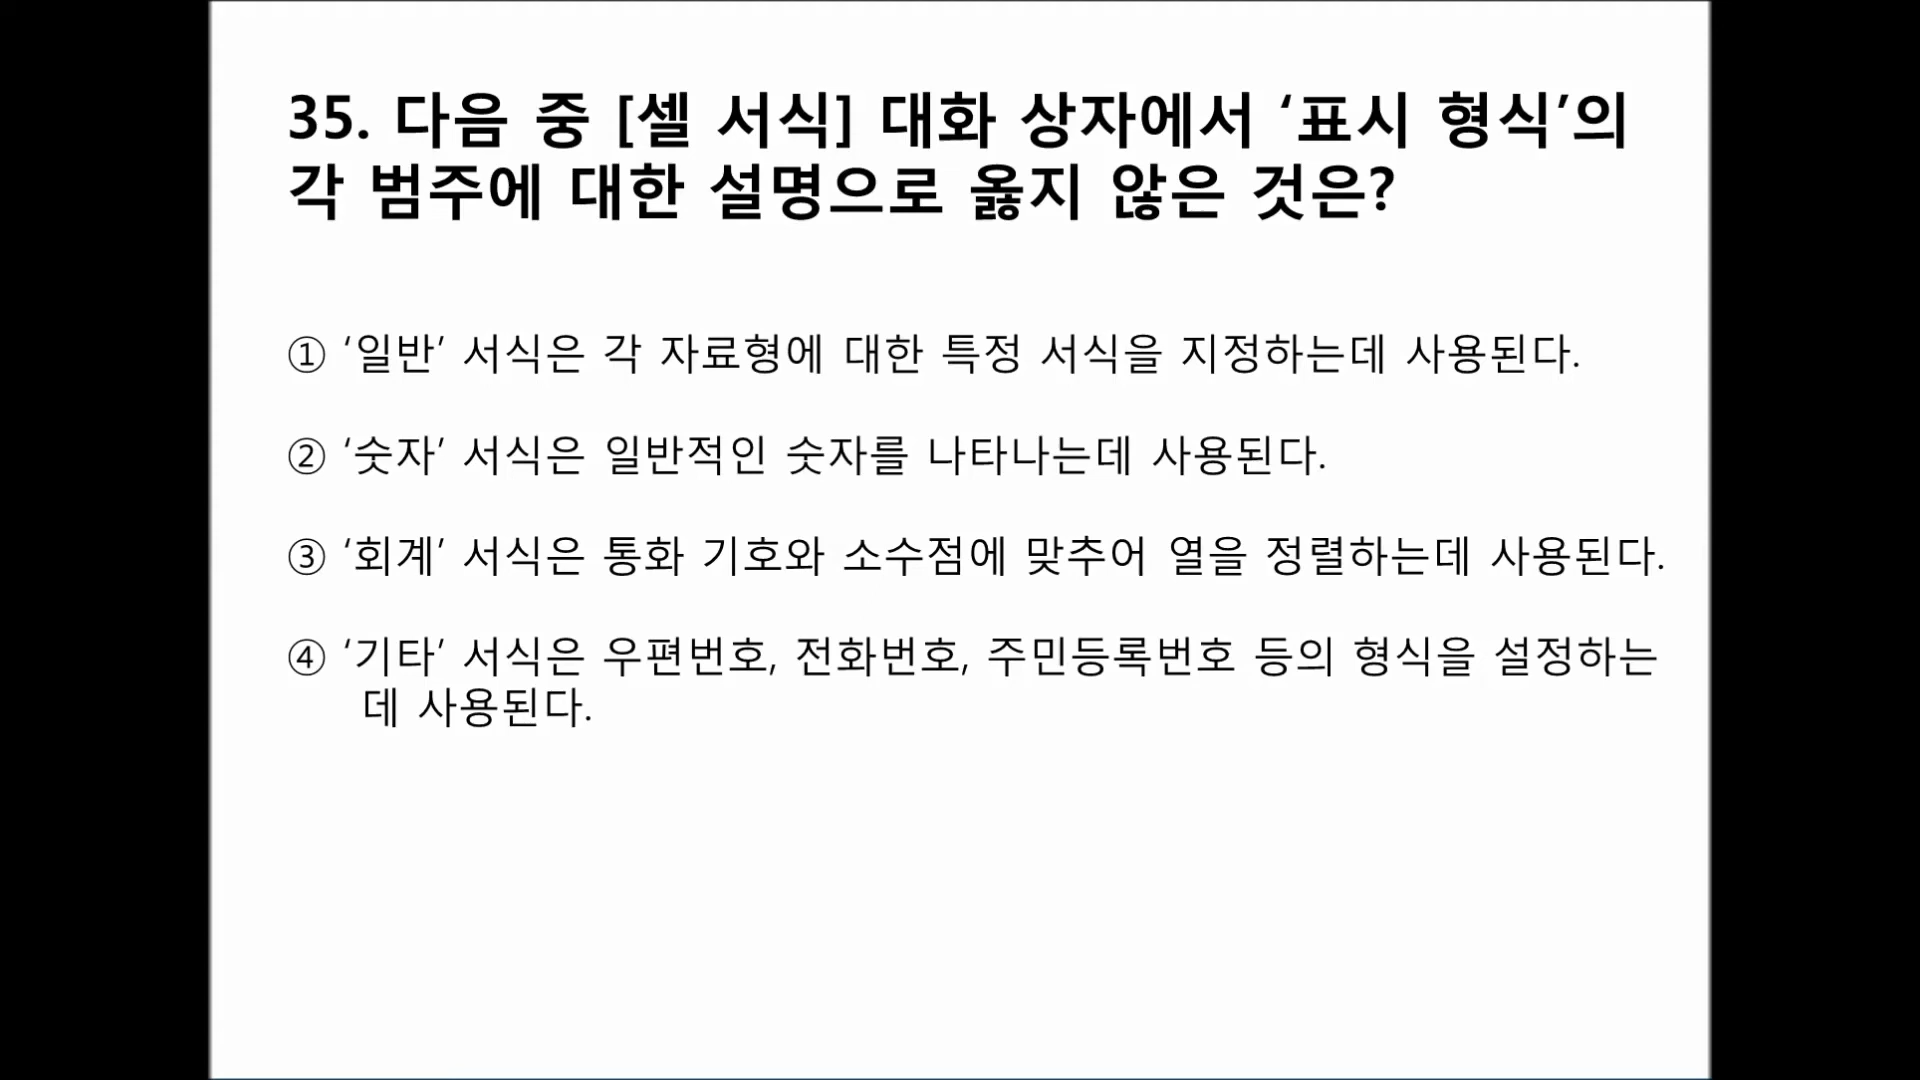 35. 다음 중 [셀 서식] 대화 상자에서 ‘표시 형식’의
각 범주에 대한 설명으로 옳지 않은 것은?
① ‘일반’ 서식은 각 자료형에 대한 특정 서식을 지정하는데 사용된다.
② ‘숫자’ 서식은 일반적인 숫자를 나타나는데 사용된다.
③ ‘회계’ 서식은 통화 기호와 소수점에 맞추어 열을 정렬하는데 사용된다.
④ ‘기타’ 서식은 우편번호, 전화번호, 주민등록번호 등의 형식을 설정하는
데 사용된다.